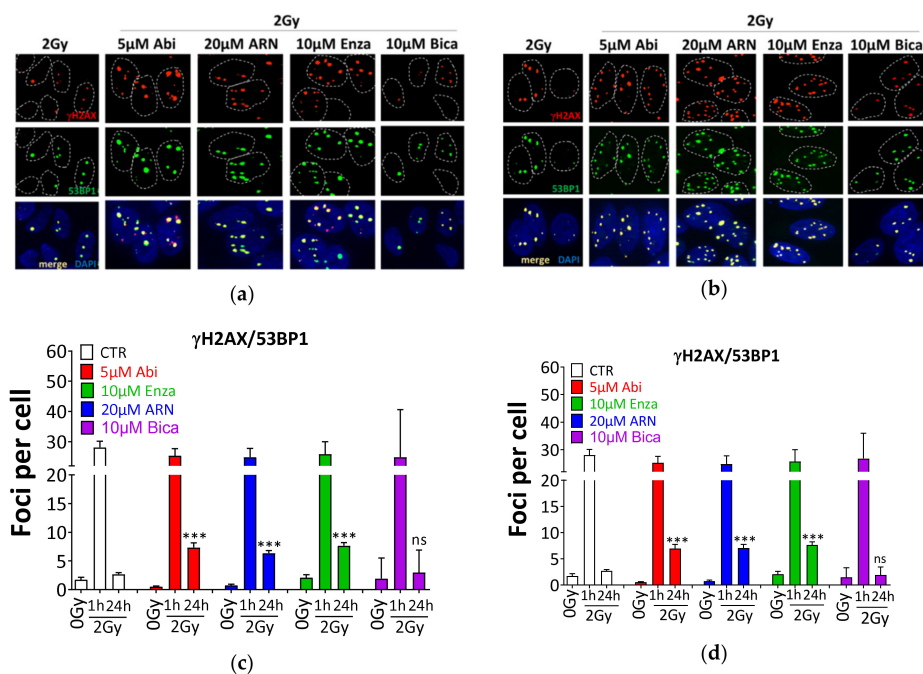 2Gy
2Gy
5μM Abi
20μM ARN
10μM Enza
10μM Bica
γH2AX
53BP1
merge
DAPI
(a)
2Gy
2Gy
5μM Abi
20μM ARN
10μM Enza
10μM Bica
γH2AX
53BP1
merge
DAPI
(b)
γH2AX/53BP1
Foci per cell
60
50
40
30
20
15
10
5
0
CTR
5μM Abi
10μM Enza
20μM ARN
10μM Bica
***
***
***
ns
0Gy 1h 24h 0Gy 1h 24h 0Gy 1h 24h 0Gy 1h 24h 0Gy 1h 24h
2Gy 2Gy 2Gy 2Gy 2Gy
(c)
γH2AX/53BP1
Foci per cell
60
50
40
30
20
15
10
5
0
CTR
5μM Abi
10μM Enza
20μM ARN
10μM Bica
***
***
***
ns
0Gy 1h 24h 0Gy 1h 24h 0Gy 1h 24h 0Gy 1h 24h 0Gy 1h 24h
2Gy 2Gy 2Gy 2Gy 2Gy
(d)